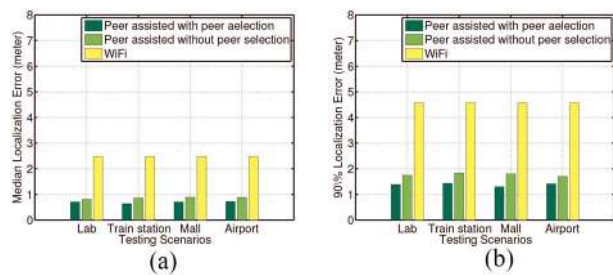 8
7
6
5
4
3
2
1
0
Median Localization Error (meter)
Peer assisted with peer aelection
Peer assisted without peer selection
WiFi
Lab Train station Mall Airport
Testing Scenarios
(a)
8
7
6
5
4
3
2
1
0
90\% Localization Error (meter)
Peer assisted with peer aelection
Peer assisted without peer selection
WiFi
Lab Train station Mall Airport
Testing Scenarios
(b)